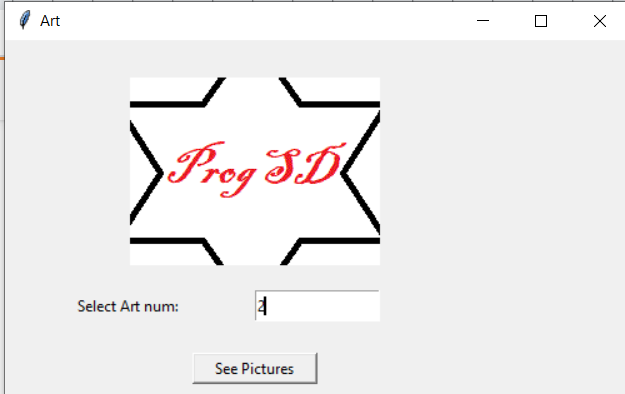 Art
Prog SD
Select Art num:
2
See Pictures